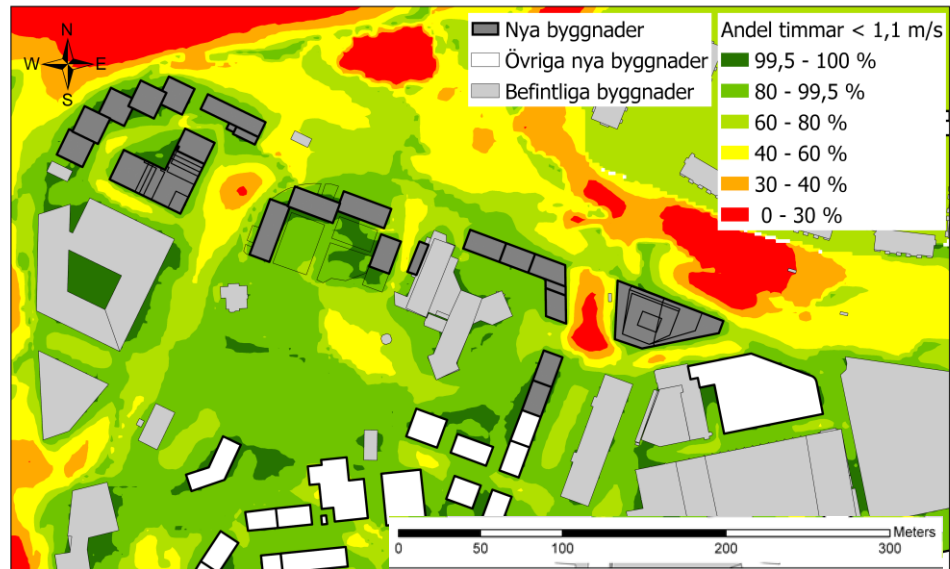 N
W E
S
Nya byggnader
Övriga nya byggnader
Befintliga byggnader
Andel timmar < 1,1 m/s
99,5 - 100 %
80 - 99,5 %
60 - 80 %
40 - 60 %
30 - 40 %
0 - 30 %
Meters
0 50 100 200 300